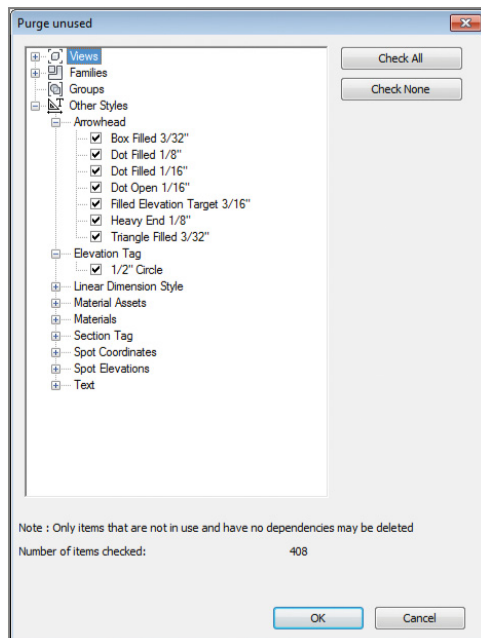 Purge unused
Views
Check All
Families
Check None
Groups
Other Styles
Arrowhead
Box Filled 3/32"
Dot Filled 1/8"
Dot Filled 1/16"
Dot Open 1/16"
Filled Elevation Target 3/16"
Heavy End 1/8"
Triangle Filled 3/32"
Elevation Tag
1/2" Circle
Linear Dimension Style
Material Assets
Materials
Section Tag
Spot Coordinates
Spot Elevations
Text
Note : Only items that are not in use and have no dependencies may be deleted
Number of items checked: 408
OK Cancel